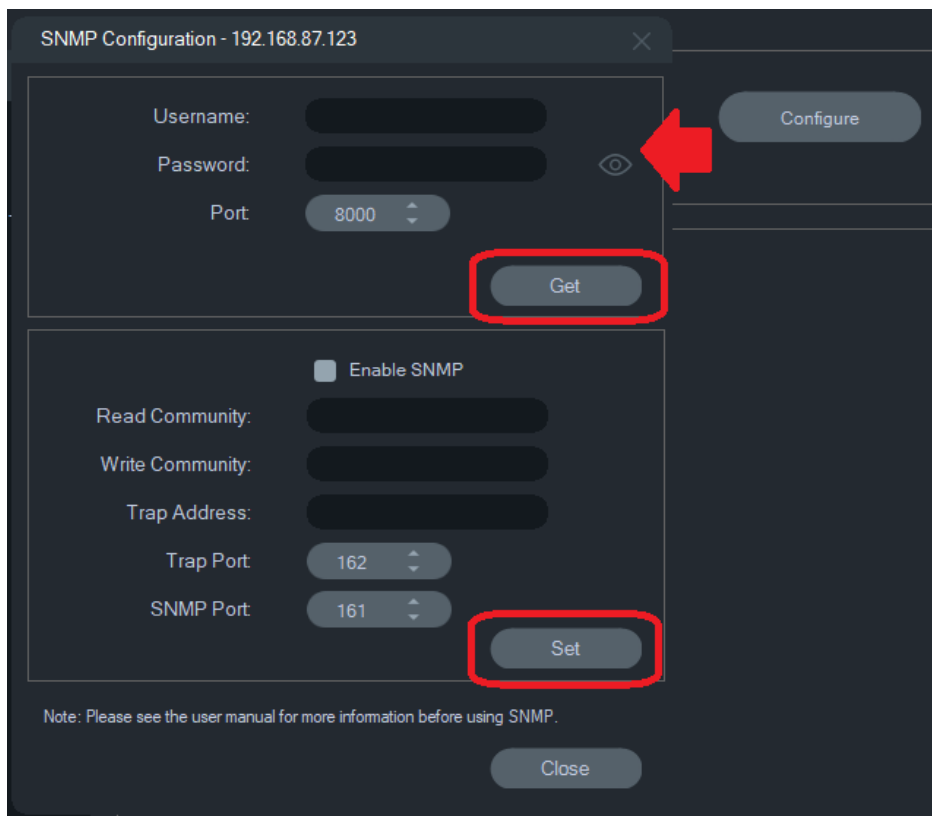 SNMP Configuration - 192.168.87.123
Username:
Configure
Password:
Port:
8000
Get
Enable SNMP
Read Community:
Write Community:
Trap Address:
Trap Port:
162
SNMP Port:
161
Set
Note: Please see the user manual for more information before using SNMP.
Close